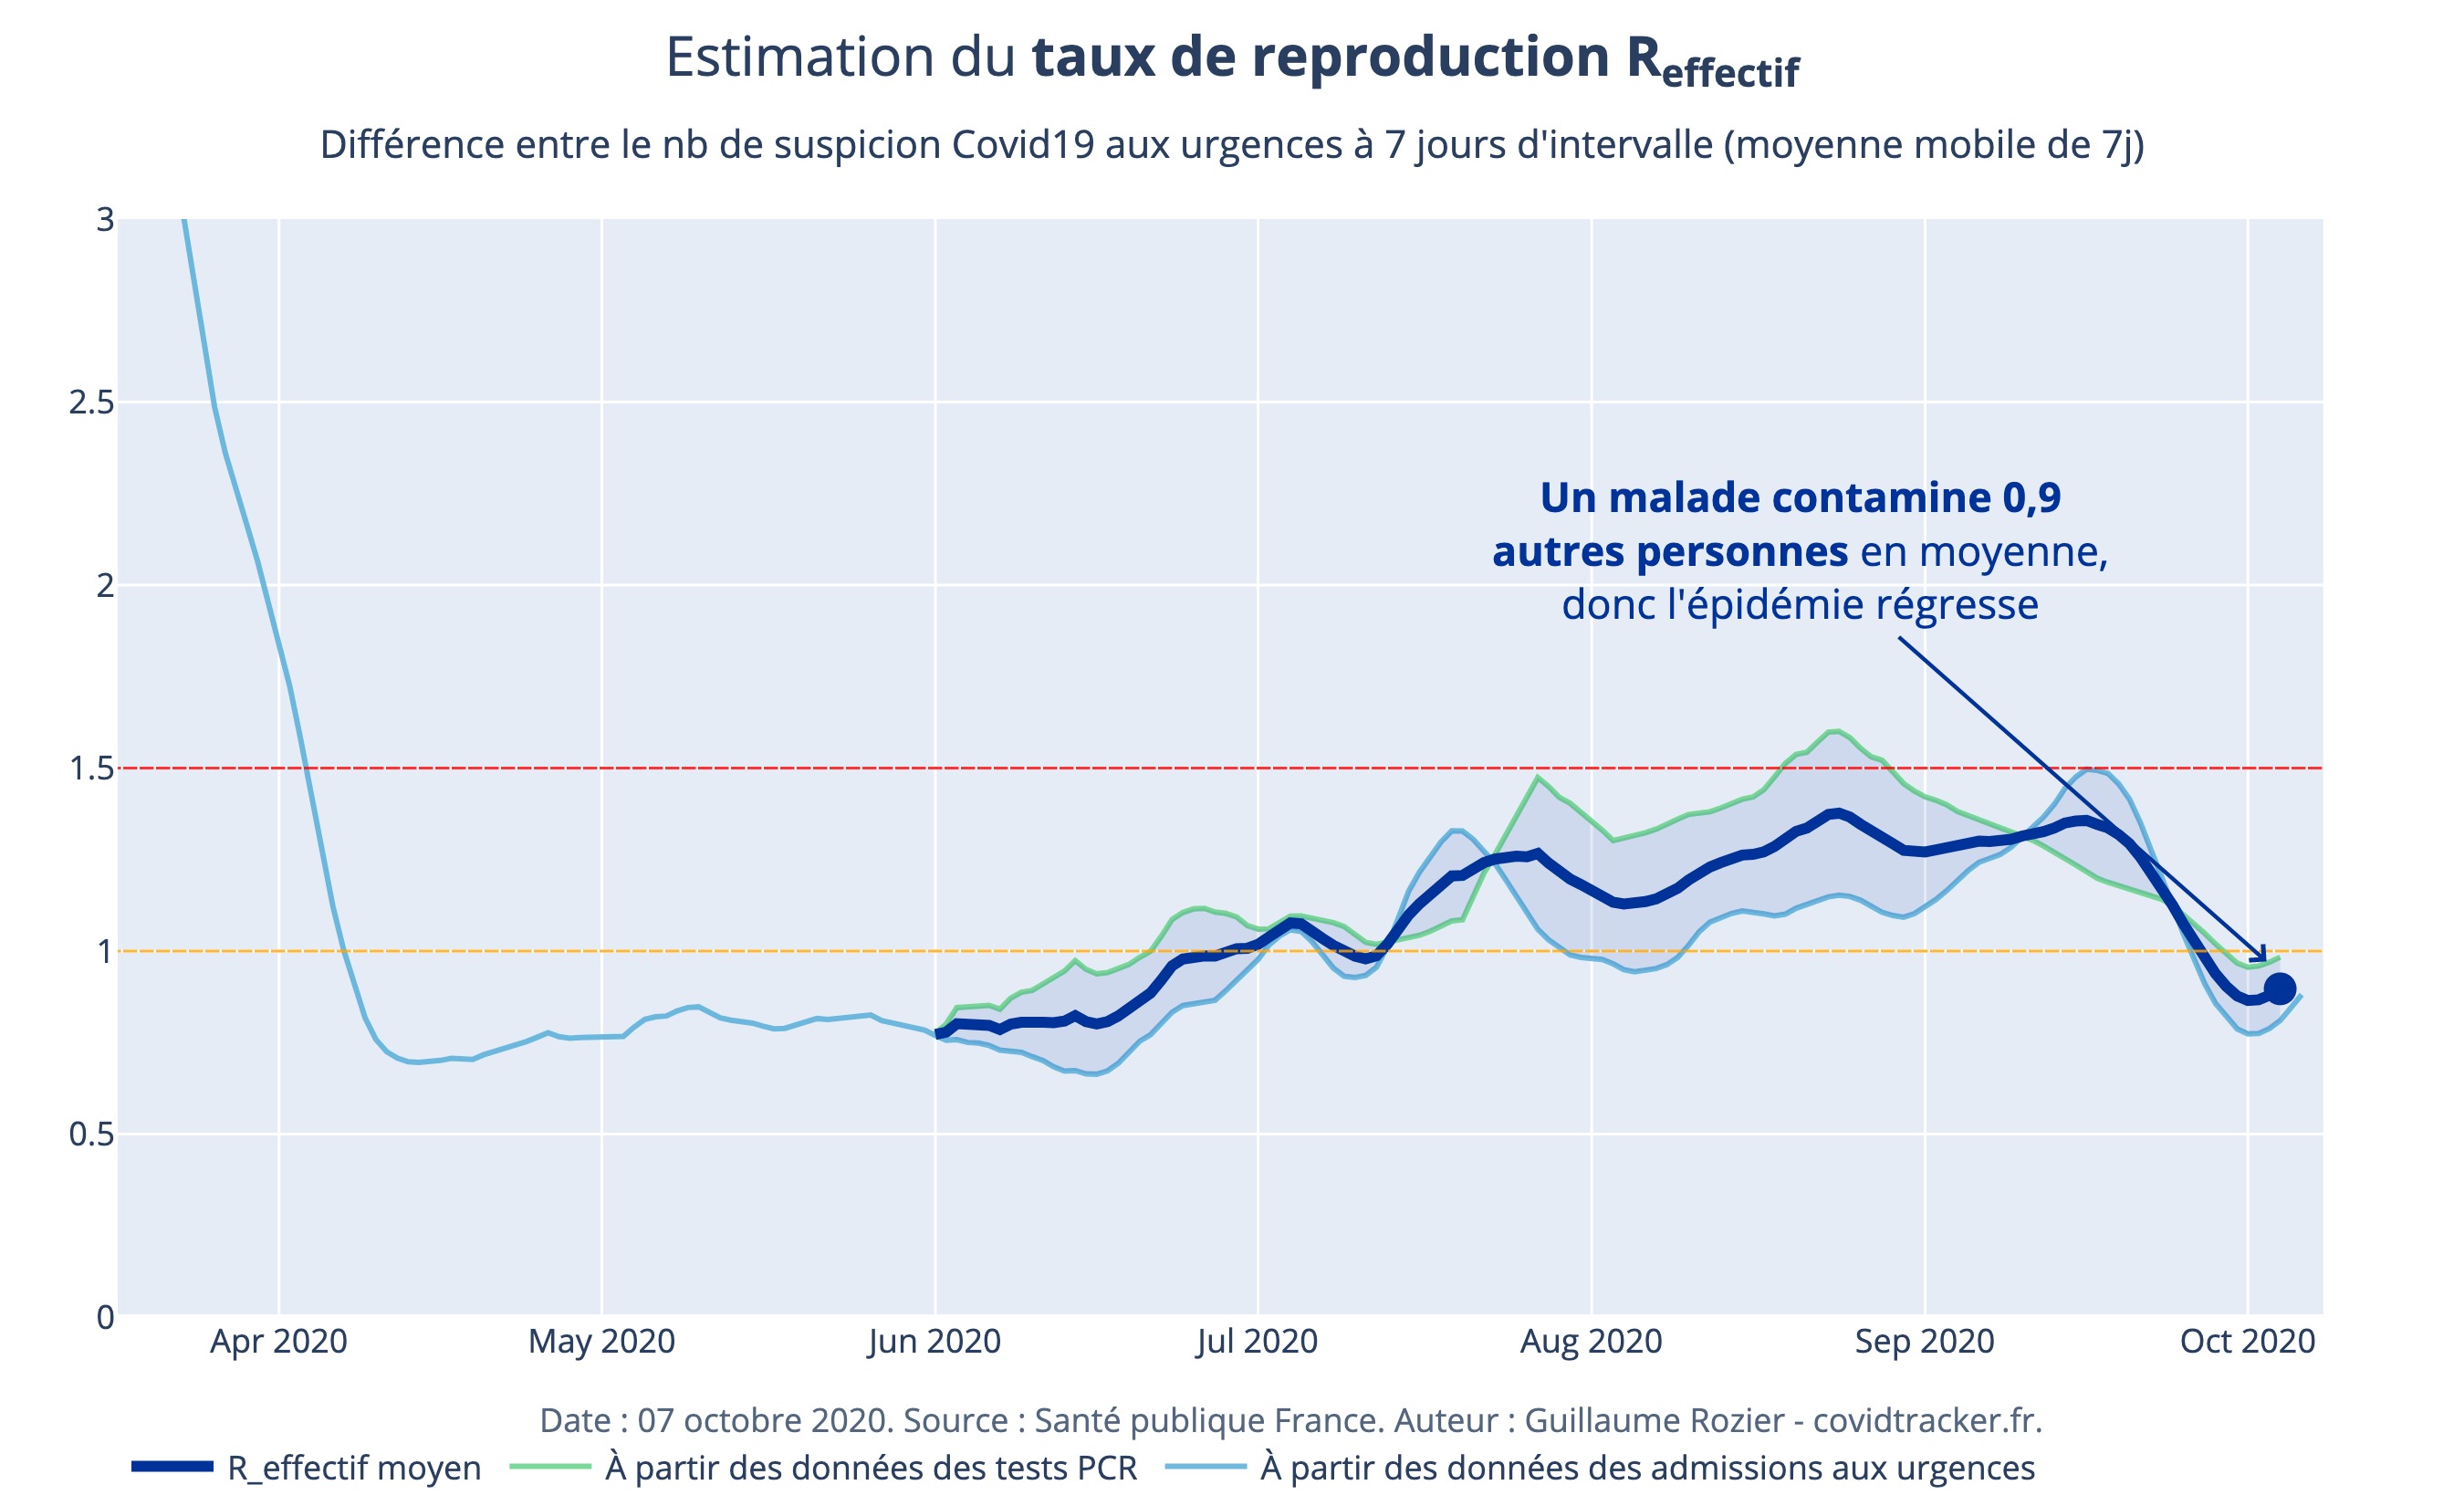 Estimation du taux de reproduction Reffectif
Différence entre le nb de suspicion Covid19 aux urgences à 7 jours d'intervalle (moyenne mobile de 7j)
3
2.5
2
1.5
1
0.5
0
Un malade contamine 0,9
autres personnes en moyenne,
donc l'épidémie régresse
Apr 2020 May 2020 Jun 2020 Jul 2020 Aug 2020 Sep 2020 Oct 2020
Date : 07 octobre 2020. Source : Santé publique France. Auteur : Guillaume Rozier - covidtracker.fr.
R_effectif moyen À partir des données des tests PCR À partir des données des admissions aux urgences